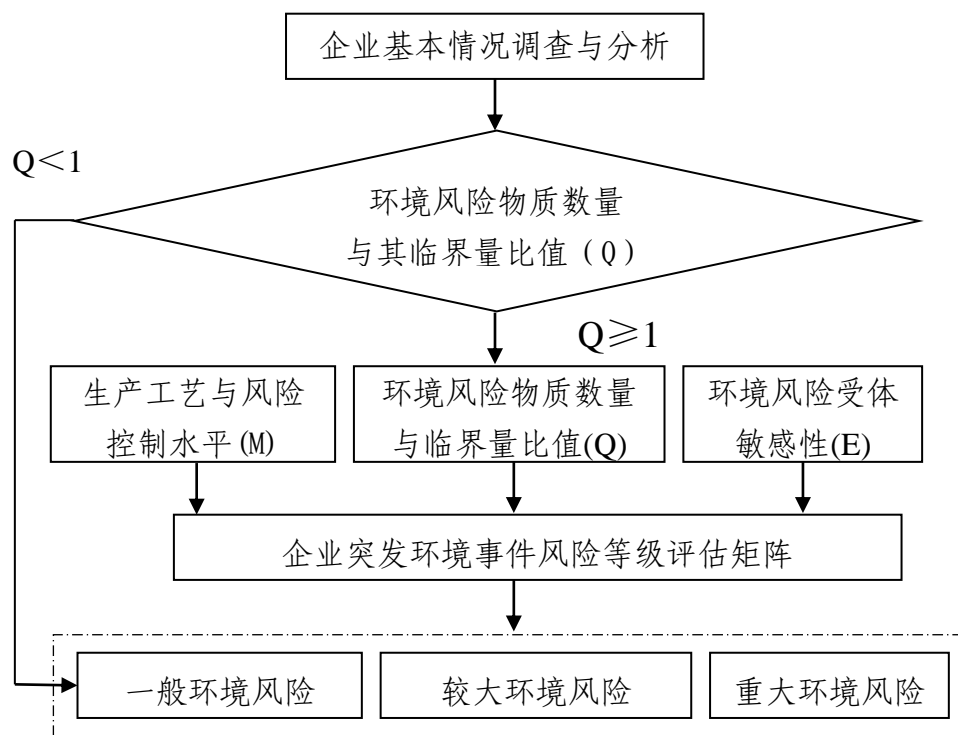 企业基本情况调查与分析
Q＜1
环境风险物质数量
与其临界量比值（Q）
Q≥1
生产工艺与风险
控制水平(M)
环境风险物质数量
与临界量比值(Q)
环境风险受体
敏感性(E)
企业突发环境事件风险等级评估矩阵
一般环境风险
较大环境风险
重大环境风险